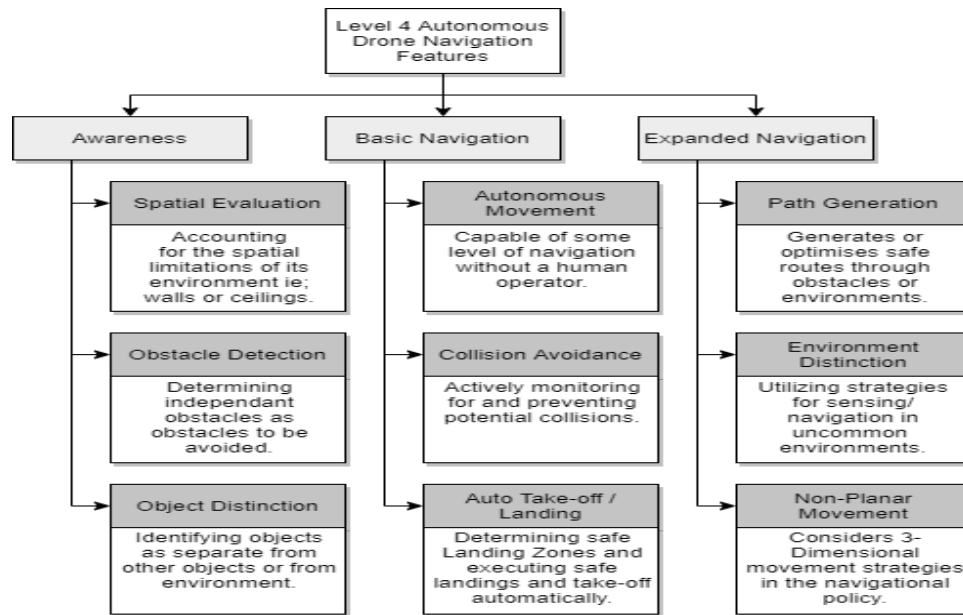 Level 4 Autonomous
Drone Navigation
Features
Awareness
Basic Navigation
Expanded Navigation
Spatial Evaluation
Accounting
for the spatial
limitations of its
environment ie;
walls or ceilings.
Obstacle Detection
Determining
independant
obstacles as
obstacles to be
avoided.
Object Distinction
Identifying objects
as separate from
other objects or from
environment.
Autonomous
Movement
Capable of some
level of navigation
without a human
operator.
Collision Avoidance
Actively monitoring
for and preventing
potential collisions.
Auto Take-off /
Landing
Determining safe
Landing Zones and
executing safe
landings and take-off
automatically.
Path Generation
Generates or
optimises safe
routes through
obstacles or
environments.
Environment
Distinction
Utilizing strategies
for sensing/
navigation in
uncommon
environments.
Non-Planar
Movement
Considers 3-
Dimensional
movement strategies
in the navigational
policy.